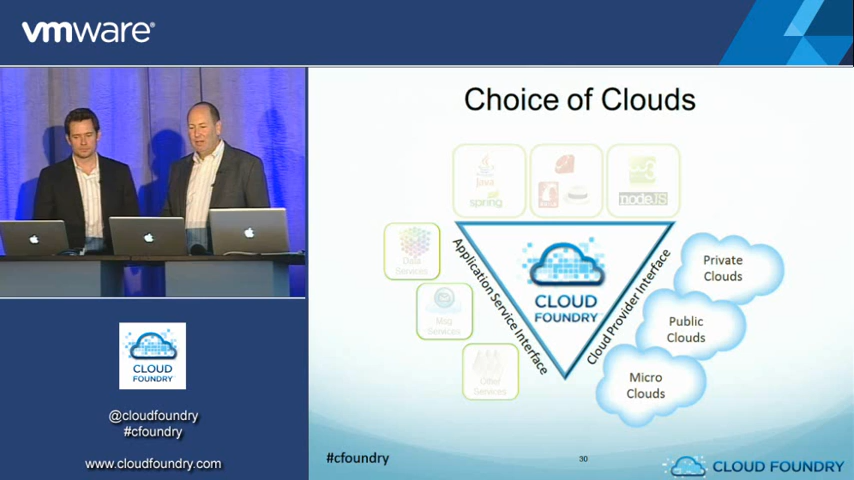 vmware®
Choice of Clouds
Java
spring
node.js
Data
Services
Msg
Services
Other
Services
Application Service Interface
CLOUD
FOUNDRY™
Cloud Provider Interface
Private
Clouds
Public
Clouds
Micro
Clouds
CLOUD
FOUNDRY
@cloudfoundry
#cfoundry
www.cloudfoundry.com
#cfoundry
30
CLOUD FOUNDRY